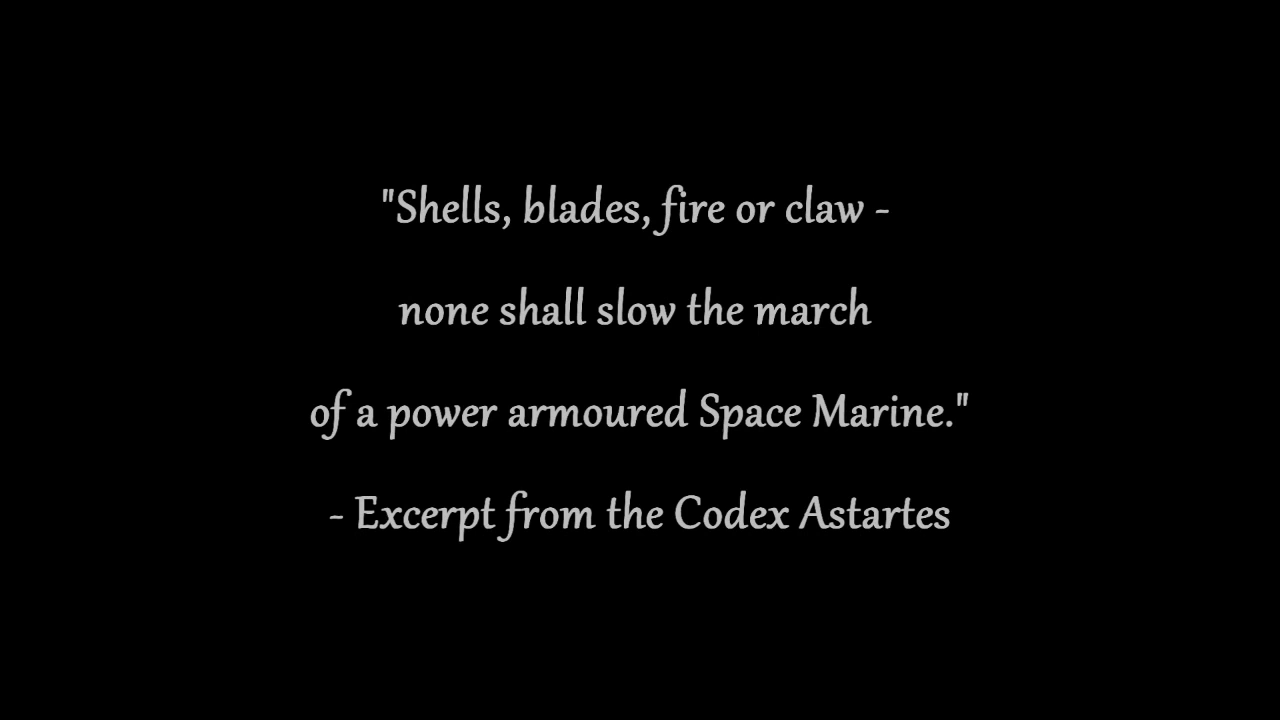 "Shells, blades, fire or claw -
none shall slow the march
of a power armoured Space Marine."
- Excerpt from the Codex Astartes